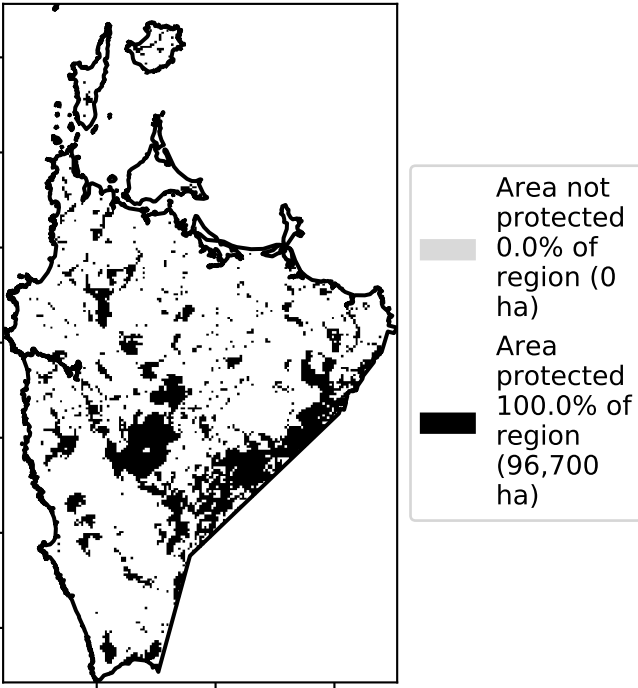 Area not
protected
0.0% of
region (0
ha)
Area
protected
100.0% of
region
(96,700
ha)